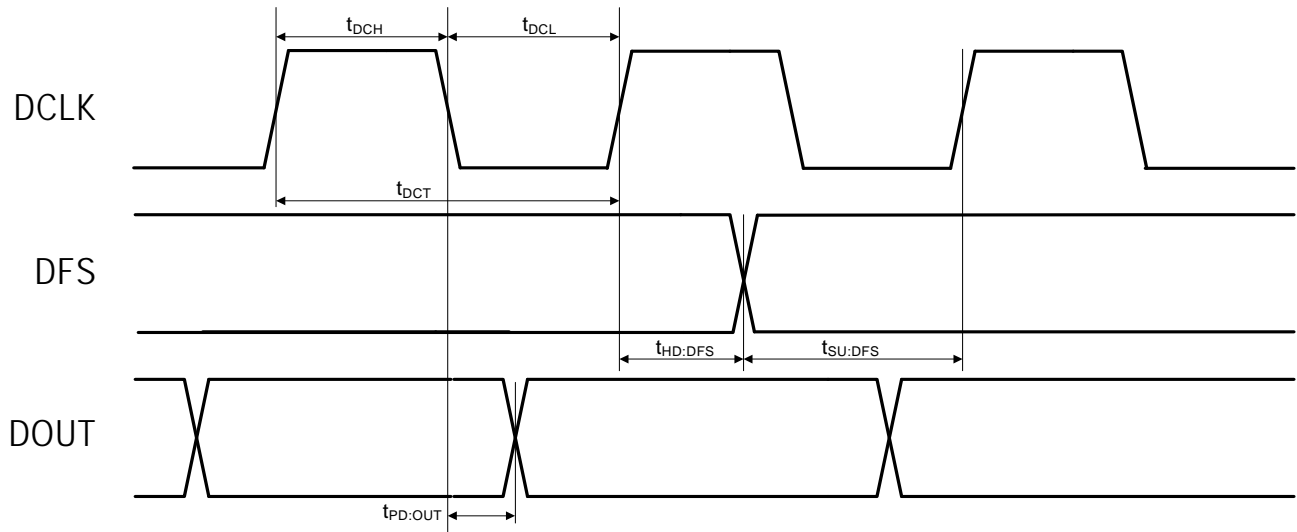 tDCH tDCL
DCLK
tDCT
DFS
tHD:DFS tSU:DFS
DOUT
tPD:OUT